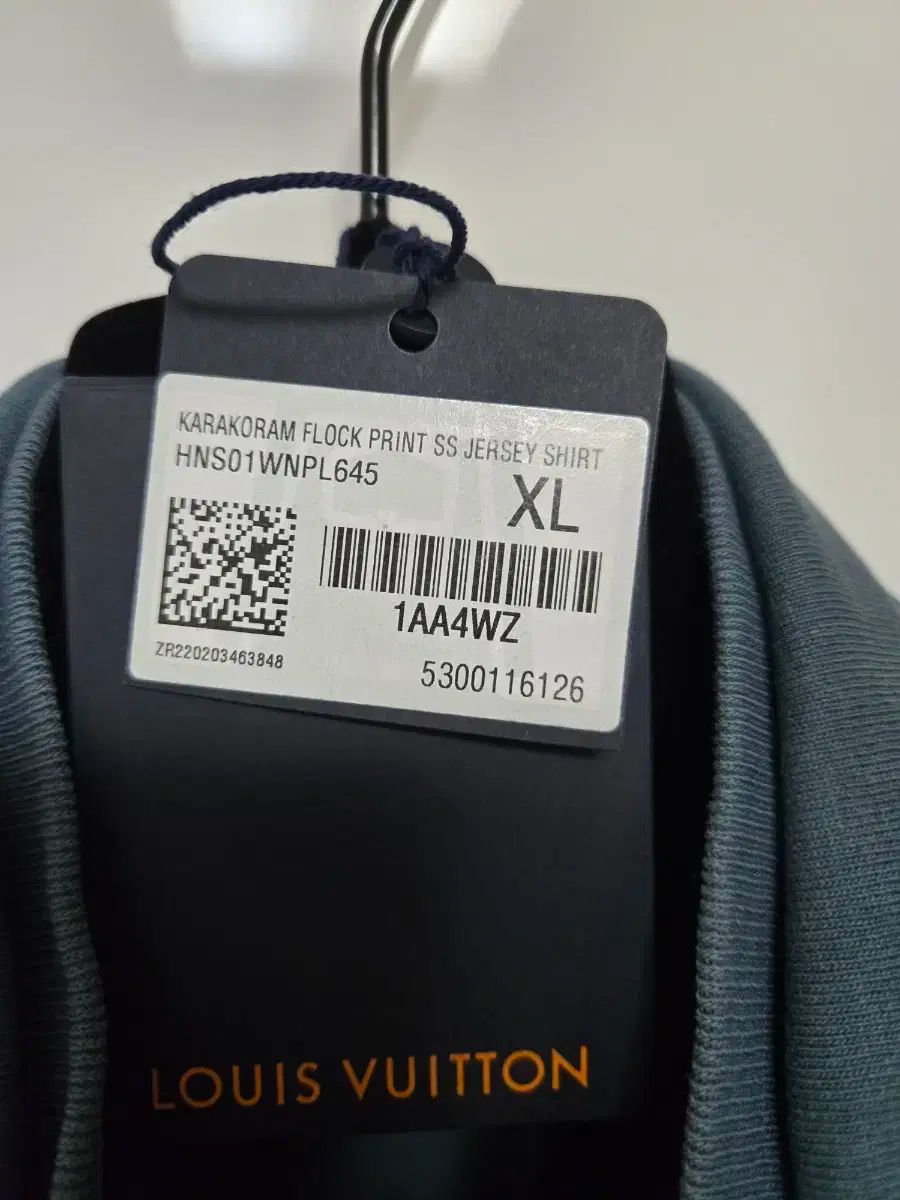 KARAKORAM FLOCK PRINT SS JERSEY SHIRT
HNS01WNPL645
XL
1AA4WZ
ZR220203463848
5300116126
LOUIS VUITTON